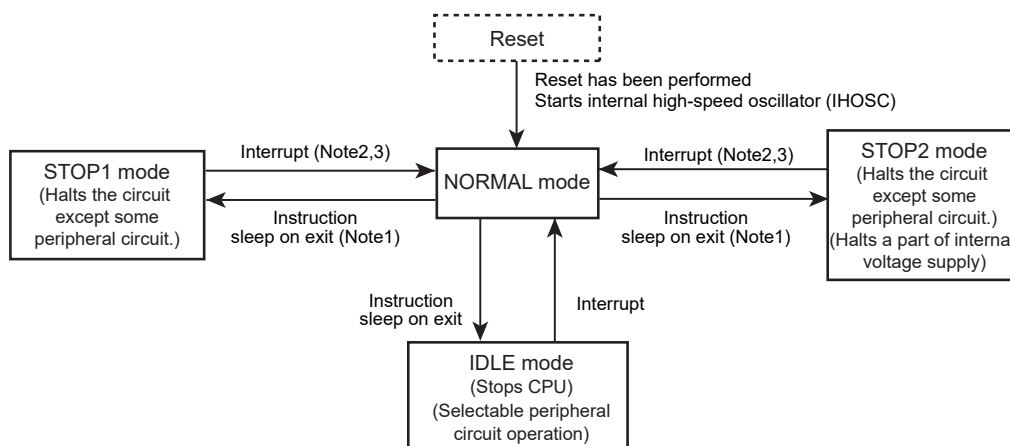 Reset
Reset has been performed
Starts internal high-speed oscillator (IHOSC)
STOP1 mode
(Halts the circuit
except some
peripheral circuit.)
Interrupt (Note2,3)
Instruction
sleep on exit (Note1)
NORMAL mode
Interrupt (Note2,3)
Instruction
sleep on exit (Note1)
STOP2 mode
(Halts the circuit
except some
peripheral circuit.)
(Halts a part of interna
voltage supply)
Instruction
sleep on exit
Interrupt
IDLE mode
(Stops CPU)
(Selectable peripheral
circuit operation)